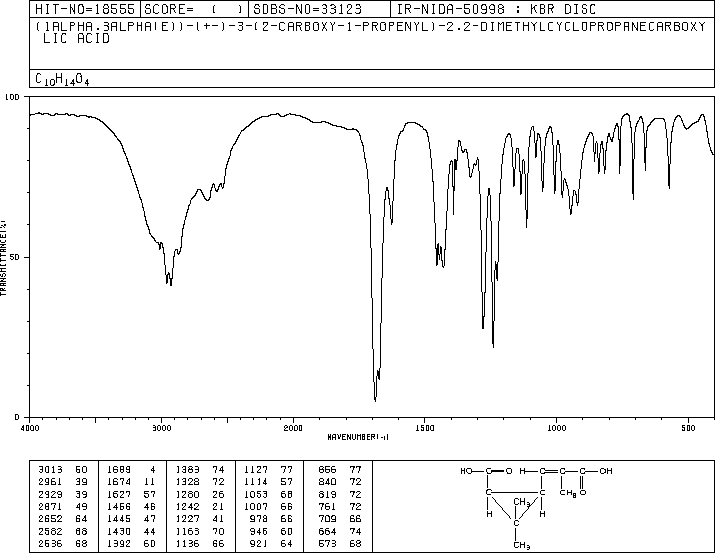 HIT-NO=18555 SCORE= ( ) SDBS-NO=33123 IR-NIDA-50998 : KBR DISC
(1ALPHA,3ALPHA(E))-(+-)-3-(2-CARBOXY-1-PROPENYL)-2,2-DIMETHYLCYCLOPROPANECARBOXY
LIC ACID
C10H14O4
100
50
0
TRANSMITTANCE(%)
4000 3000 2000 1500 1000 500
WAVENUMBER(-1)
3013 60 1689 4 1383 74 1127 77 856 77
2961 39 1674 11 1328 72 1114 57 840 72
2929 39 1627 57 1280 26 1053 68 819 72
2871 49 1456 46 1242 21 1007 66 761 72
2652 64 1445 47 1227 41 978 66 709 66
2582 68 1430 44 1163 70 946 60 664 74
2536 68 1392 60 1136 66 921 64 573 68
HO C O H C C C OH
H CH3 H CH3 O
CH3